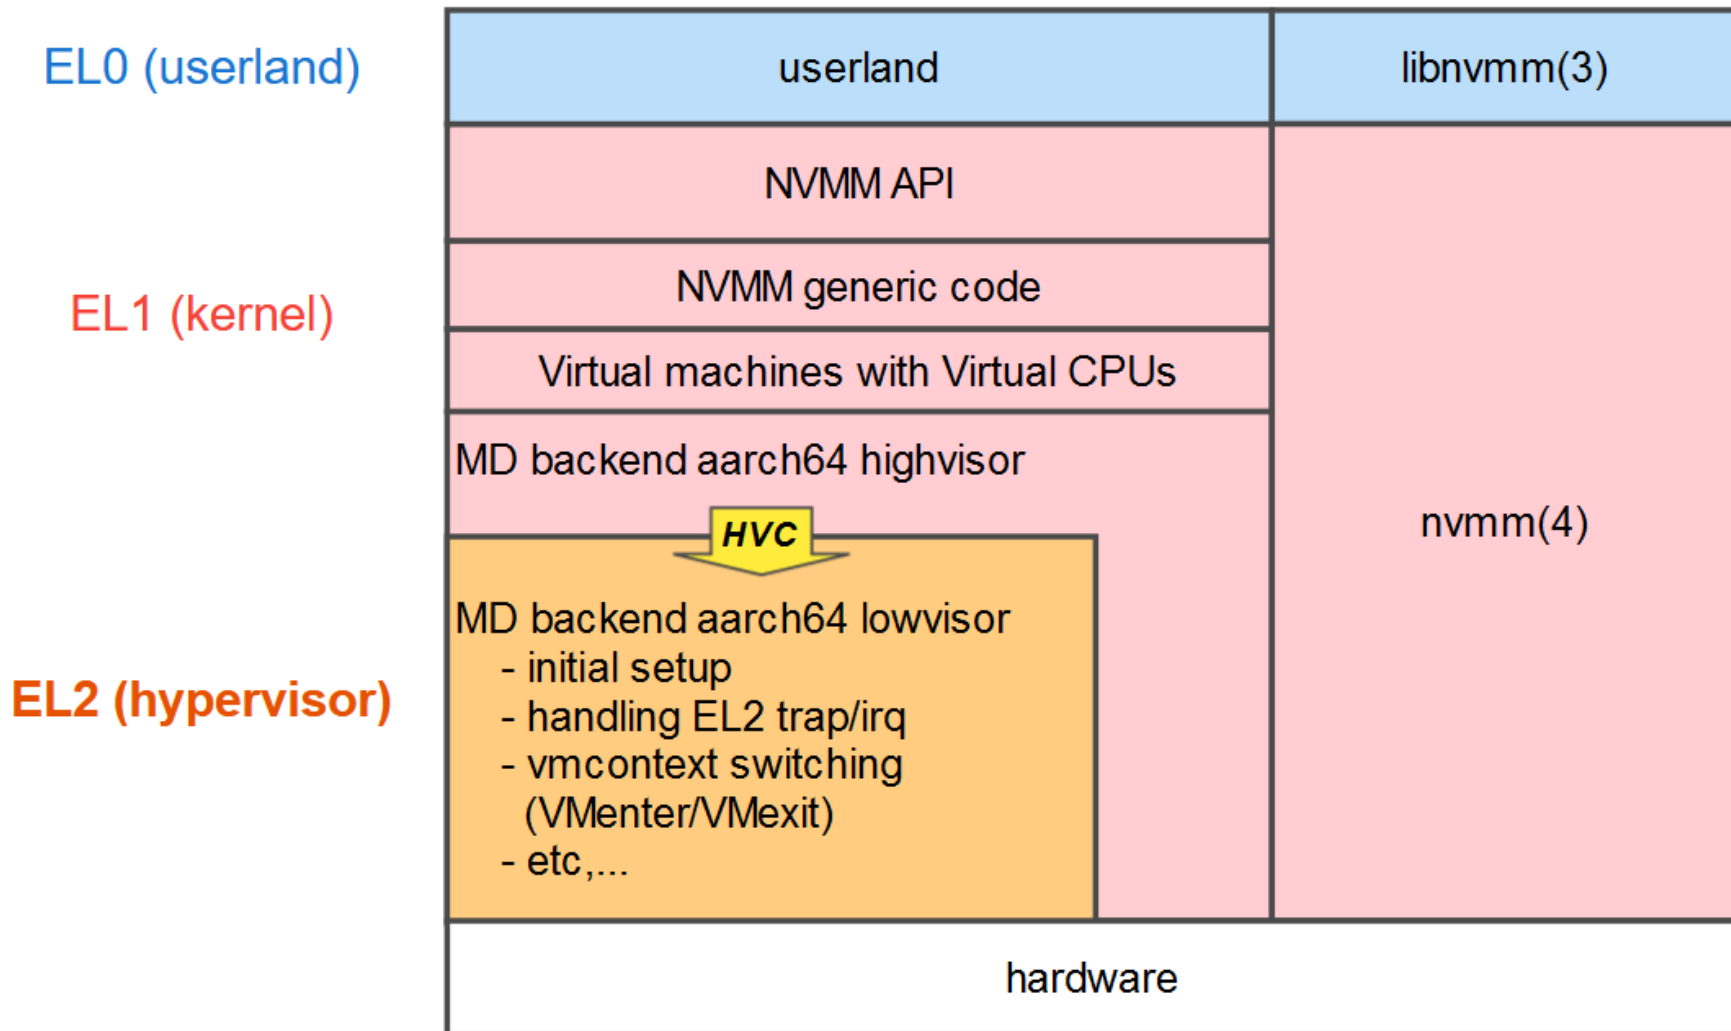 EL0 (userland)
userland
libnvmm(3)
NVMM API
NVMM generic code
EL1 (kernel)
Virtual machines with Virtual CPUs
MD backend aarch64 highvisor
nvmm(4)
HVC
MD backend aarch64 lowvisor
- initial setup
EL2 (hypervisor)
- handling EL2 trap/irq
- vmcontext switching
(VMenter/VMexit)
- etc,...
hardware